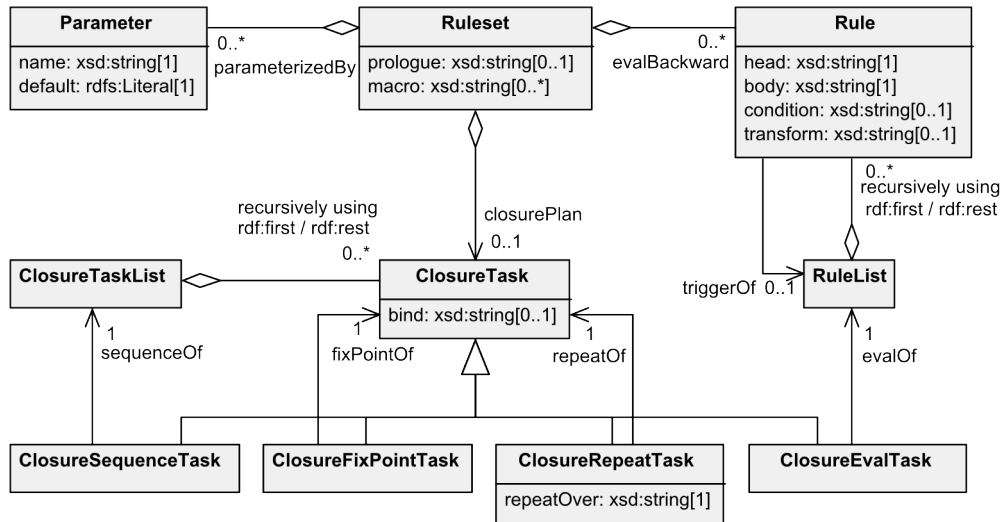 Parameter
name: xsd:string[1]
default: rdfs:Literal[1]
0..*
parameterizedBy
Ruleset
prologue: xsd:string[0..1]
macro: xsd:string[0..*]
0..*
evalBackward
Rule
head: xsd:string[1]
body: xsd:string[1]
condition: xsd:string[0..1]
transform: xsd:string[0..1]
closurePlan
0..1
0..*
recursively using
rdf:first / rdf:rest
recursively using
rdf:first / rdf:rest
0..*
ClosureTaskList
ClosureTask
bind: xsd:string[0..1]
triggerOf 0..1
RuleList
1
sequenceOf
1
fixPointOf
1
repeatOf
1
evalOf
ClosureSequenceTask
ClosureFixPointTask
ClosureRepeatTask
repeatOver: xsd:string[1]
ClosureEvalTask